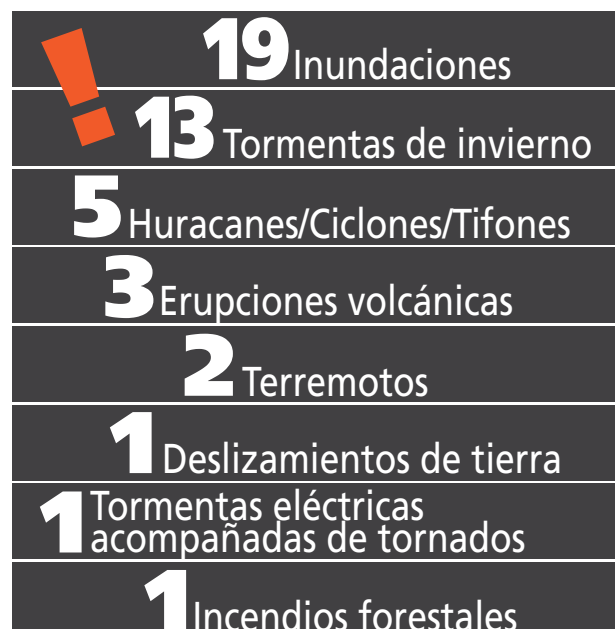 19 Inundaciones
13 Tormentas de invierno
5 Huracanes/Ciclones/Tifones
3 Erupciones volcánicas
2 Terremotos
1 Deslizamientos de tierra
1 Tormentas eléctricas
acompañadas de tornados
1 Incendios forestales